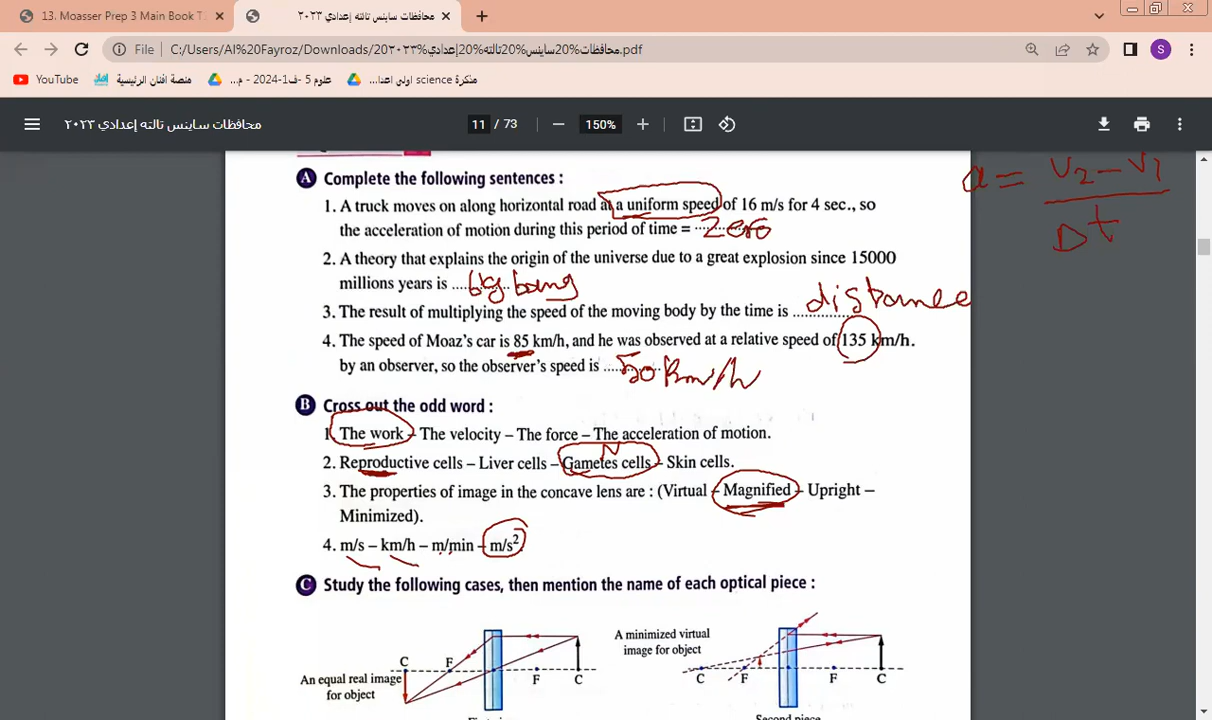 13. Moasser Prep 3 Main Book T
محافظات ساينس تالته إعدادي ٢٠٢٣
File
C:/Users/Al%20Fayroz/Downloads/محافظات%20ساينس%20تالته%20إعدادي%20٢٠٢٣.pdf
S
YouTube
منصة أفنان الرئيسية
علوم 5 -ف1-2024 - م...
مذكرة science اولي اعدا...
محافظات ساينس تالته إعدادي ٢٠٢٣
11 / 73
150%
a = V2 - V1
Δt
A Complete the following sentences :
1. A truck moves on along horizontal road at a uniform speed of 16 m/s for 4 sec., so
the acceleration of motion during this period of time = ........ zero
2. A theory that explains the origin of the universe due to a great explosion since 15000
millions years is ........ big bang
3. The result of multiplying the speed of the moving body by the time is ........ distance
4. The speed of Moaz's car is 85 km/h, and he was observed at a relative speed of 135 km/h.
by an observer, so the observer's speed is ........ 50 km/h
B Cross out the odd word :
1. The work – The velocity – The force – The acceleration of motion.
2. Reproductive cells – Liver cells – Gametes cells – Skin cells.
N
3. The properties of image in the concave lens are : (Virtual – Magnified – Upright –
Minimized).
4. m/s – km/h – m/min – m/s²
C Study the following cases, then mention the name of each optical piece :
C F F C
An equal real image
for object
A minimized virtual
image for object
C F F C
Second piece